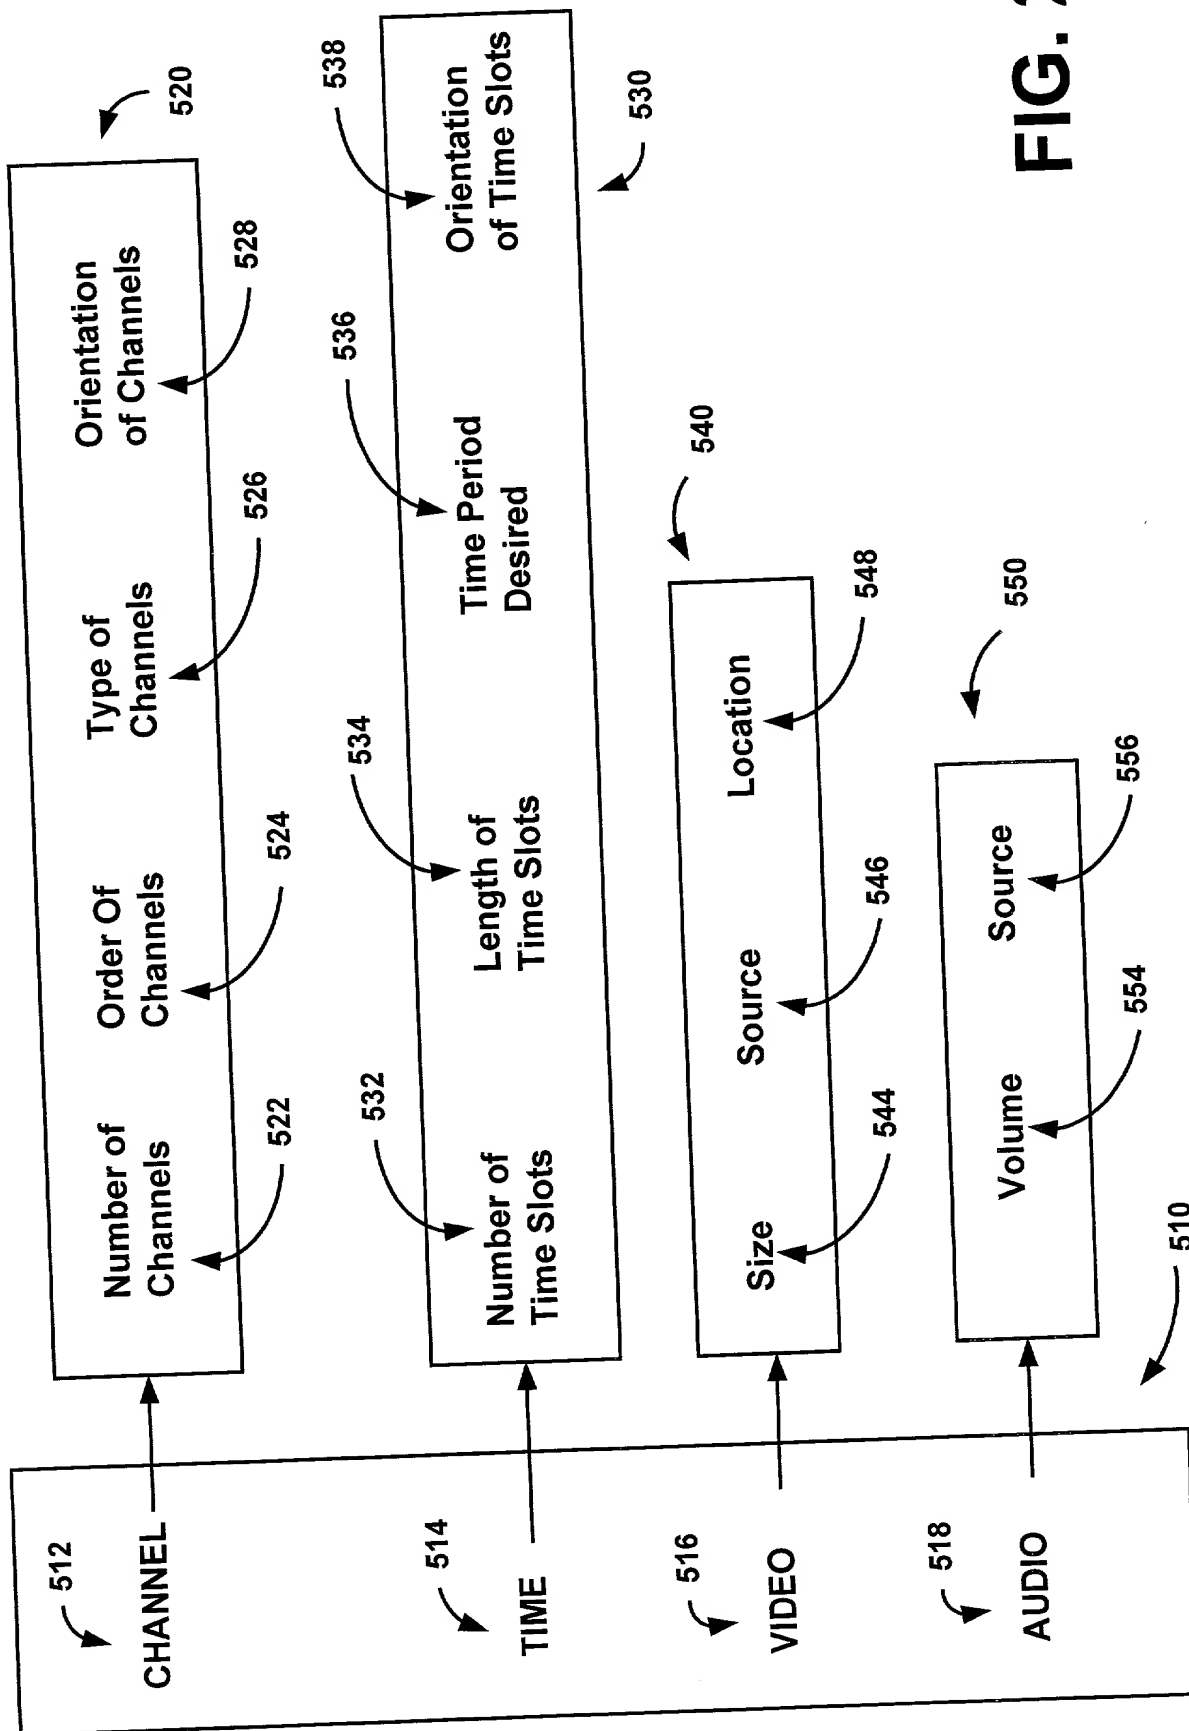 512
CHANNEL
Number of
Channels
522
Order Of
Channels
524
Type of
Channels
526
Orientation
of Channels
528
520
514
TIME
532
Number of
Time Slots
534
Length of
Time Slots
536
Time Period
Desired
538
Orientation
of Time Slots
530
516
VIDEO
Size
544
Source
546
Location
548
540
518
AUDIO
Volume
554
Source
556
550
510
FIG.